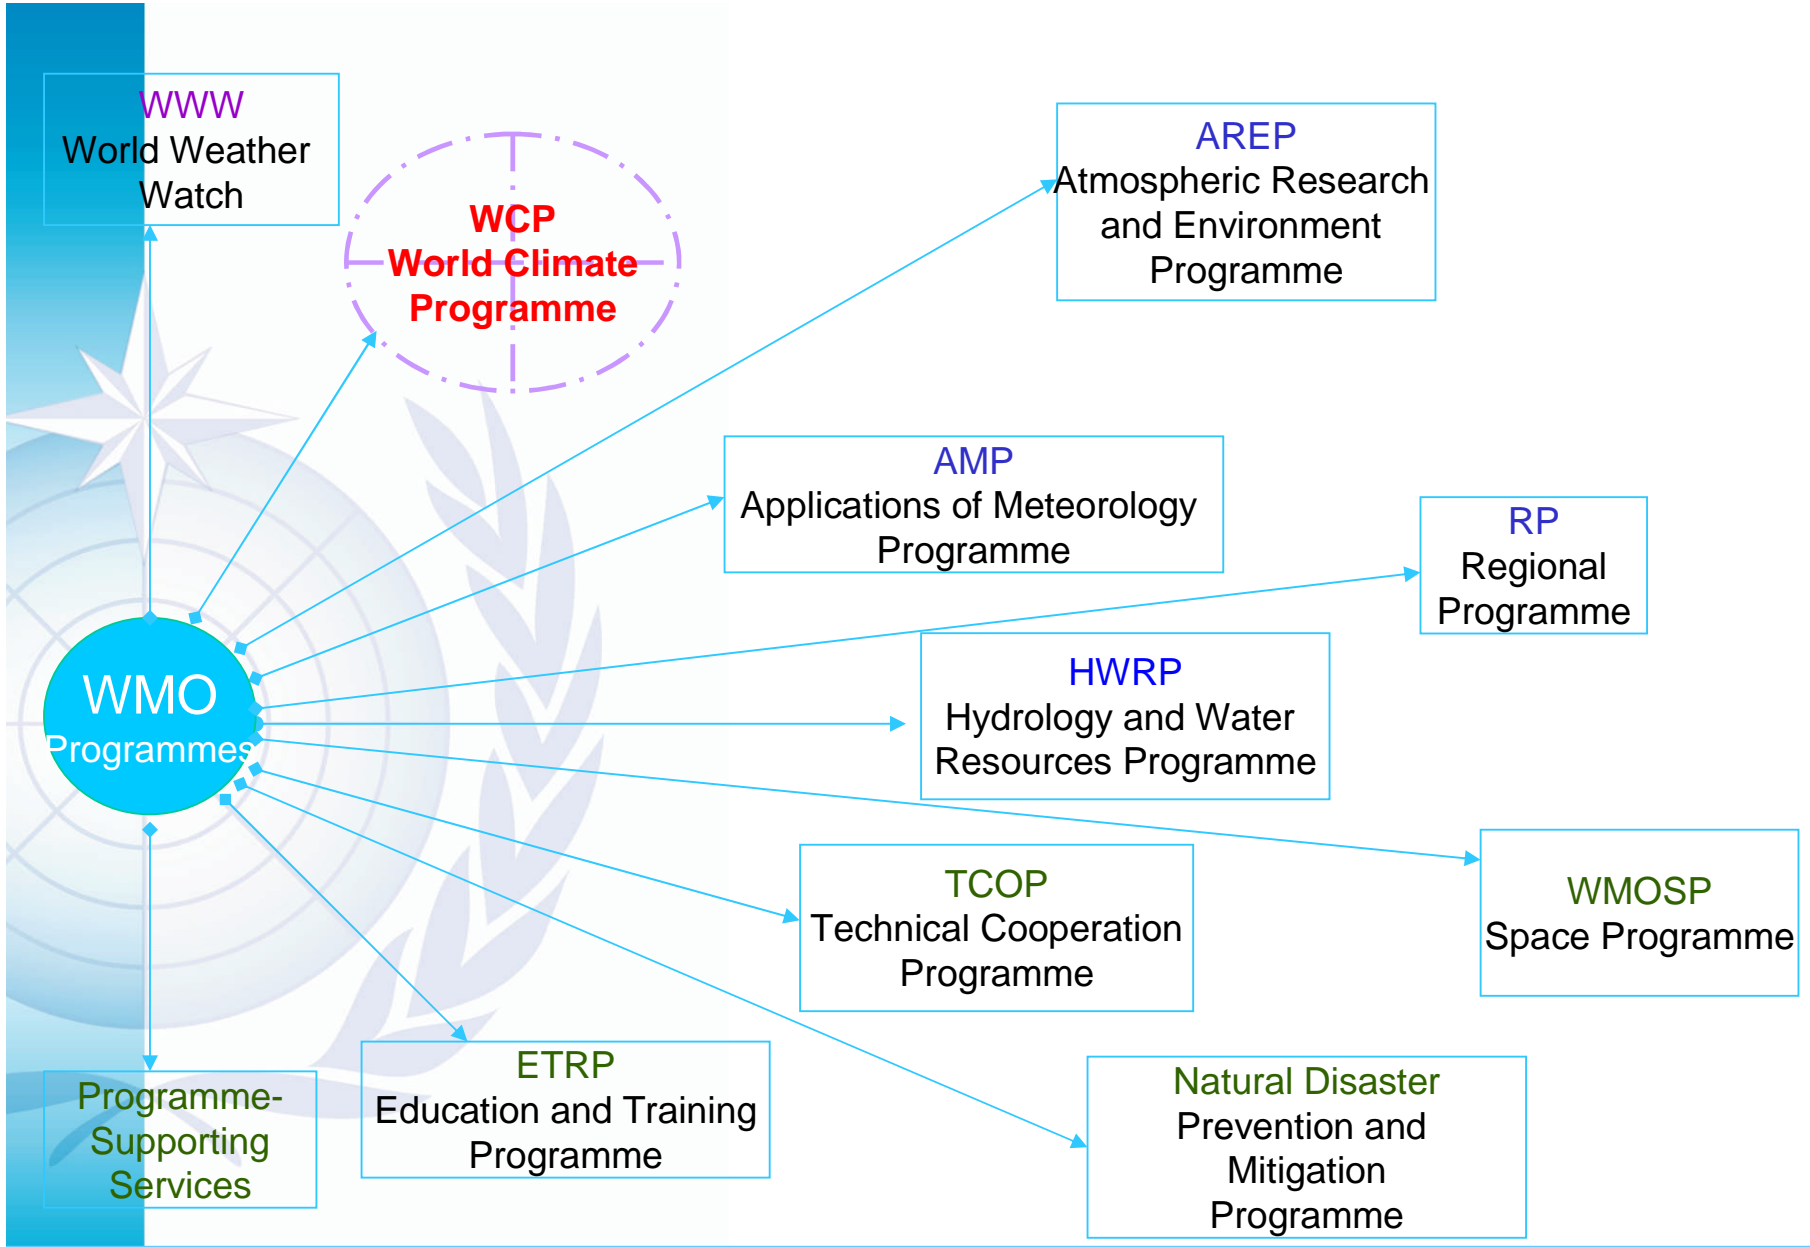 WWW
World Weather
Watch
WCP
World Climate
Programme
AREP
Atmospheric Research
and Environment
Programme
AMP
Applications of Meteorology
Programme
RP
Regional
Programme
WMO
Programmes
HWRP
Hydrology and Water
Resources Programme
TCOP
Technical Cooperation
Programme
WMOSP
Space Programme
ETRP
Education and Training
Programme
Programme-
Supporting
Services
Natural Disaster
Prevention and
Mitigation
Programme